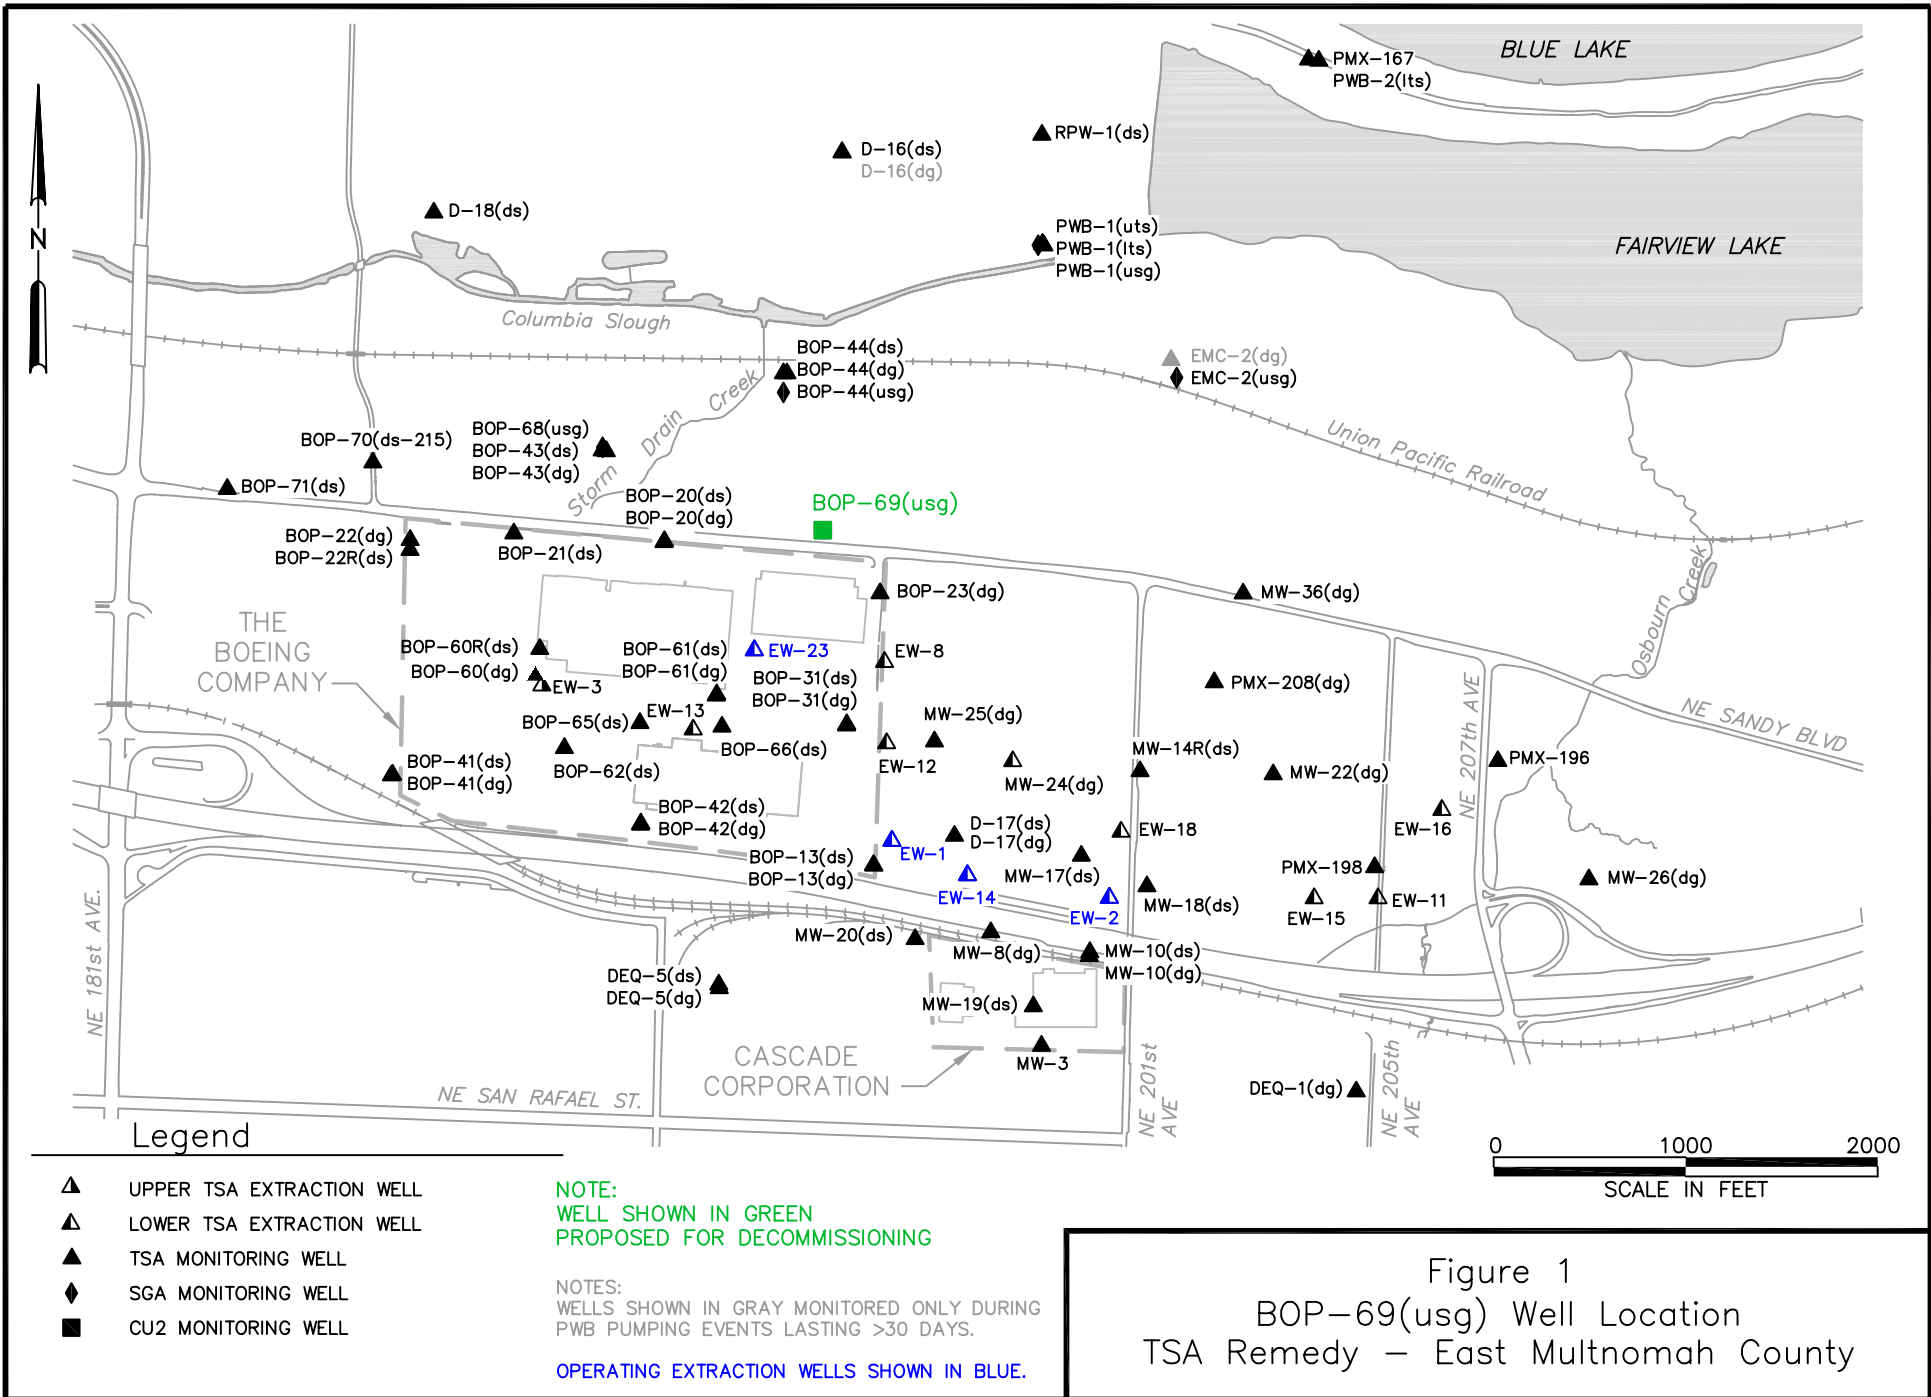 BLUE LAKE
PMX-167
PWB-2(lts)
RPW-1(ds)
D-16(ds)
D-16(dg)
D-18(ds)
N
PWB-1(uts)
PWB-1(lts)
PWB-1(usg)
FAIRVIEW LAKE
Columbia Slough
BOP-44(ds)
BOP-44(dg)
BOP-44(usg)
EMC-2(dg)
EMC-2(usg)
Storm Drain Creek
Union Pacific Railroad
BOP-70(ds-215)
BOP-68(usg)
BOP-43(ds)
BOP-43(dg)
BOP-71(ds)
BOP-20(ds)
BOP-20(dg)
BOP-69(usg)
BOP-22(dg)
BOP-22R(ds)
BOP-21(ds)
BOP-23(dg)
MW-36(dg)
Osbourn Creek
THE
BOEING
COMPANY
BOP-60R(ds)
BOP-60(dg)
EW-3
BOP-61(ds)
BOP-61(dg)
EW-23
EW-8
BOP-31(ds)
BOP-31(dg)
PMX-208(dg)
NE 207th AVE
NE SANDY BLVD
BOP-65(ds)
EW-13
BOP-66(ds)
BOP-62(ds)
MW-25(dg)
EW-12
MW-24(dg)
MW-14R(ds)
MW-22(dg)
PMX-196
BOP-41(ds)
BOP-41(dg)
BOP-42(ds)
BOP-42(dg)
D-17(ds)
D-17(dg)
EW-18
EW-16
BOP-13(ds)
BOP-13(dg)
EW-1
EW-14
MW-17(ds)
EW-2
MW-18(ds)
PMX-198
EW-15
EW-11
MW-26(dg)
NE 181st AVE.
MW-20(ds)
MW-8(dg)
MW-10(ds)
MW-10(dg)
DEQ-5(ds)
DEQ-5(dg)
MW-19(ds)
MW-3
CASCADE
CORPORATION
NE SAN RAFAEL ST.
NE 201st
AVE
DEQ-1(dg)
NE 205th
AVE
0 1000 2000
SCALE IN FEET
Legend
UPPER TSA EXTRACTION WELL
LOWER TSA EXTRACTION WELL
TSA MONITORING WELL
SGA MONITORING WELL
CU2 MONITORING WELL
NOTE:
WELL SHOWN IN GREEN
PROPOSED FOR DECOMMISSIONING
NOTES:
WELLS SHOWN IN GRAY MONITORED ONLY DURING
PWB PUMPING EVENTS LASTING >30 DAYS.
OPERATING EXTRACTION WELLS SHOWN IN BLUE.
Figure 1
BOP-69(usg) Well Location
TSA Remedy - East Multnomah County